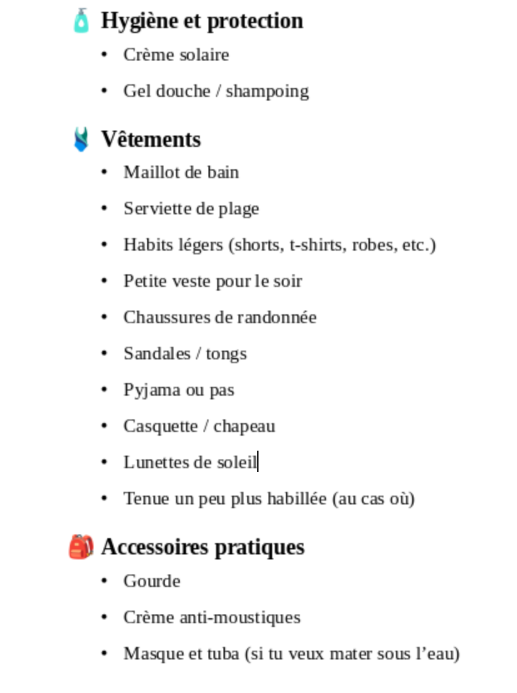 Hygiène et protection
• Crème solaire
• Gel douche / shampoing
Vêtements
• Maillot de bain
• Serviette de plage
• Habits légers (shorts, t-shirts, robes, etc.)
• Petite veste pour le soir
• Chaussures de randonnée
• Sandales / tongs
• Pyjama ou pas
• Casquette / chapeau
• Lunettes de soleil
• Tenue un peu plus habillée (au cas où)
Accessoires pratiques
• Gourde
• Crème anti-moustiques
• Masque et tuba (si tu veux mater sous l’eau)